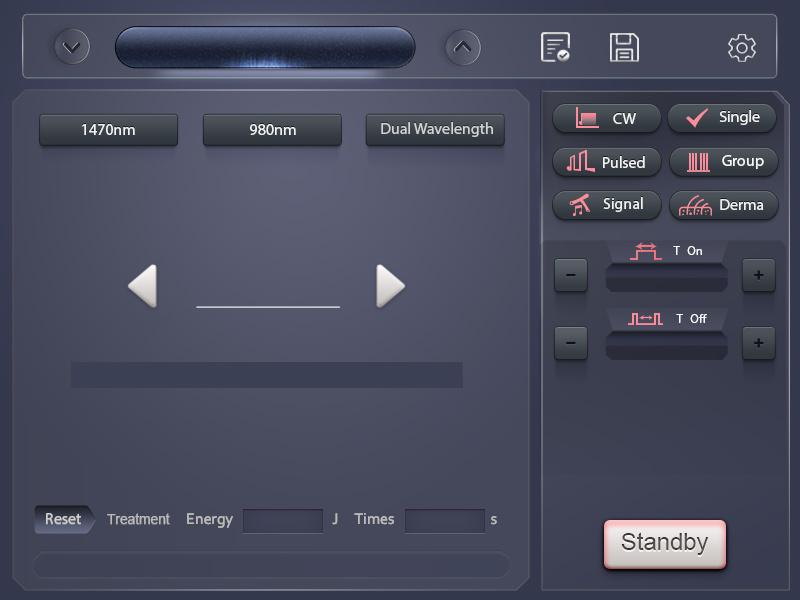 1470nm 980nm Dual Wavelength
CW Single
Pulsed Group
Signal Derma
T On
T Off
Reset Treatment Energy J Times s
Standby